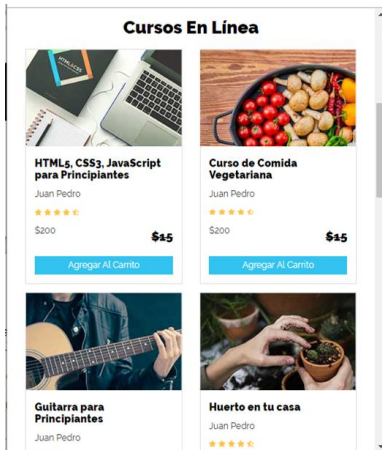 Cursos En Línea
HTML5, CSS3, JavaScript
para Principiantes
Juan Pedro
$200
$15
Agregar Al Carrito
Curso de Comida
Vegetariana
Juan Pedro
$200
$15
Agregar Al Carrito
Guitarra para
Principiantes
Juan Pedro
Huerto en tu casa
Juan Pedro